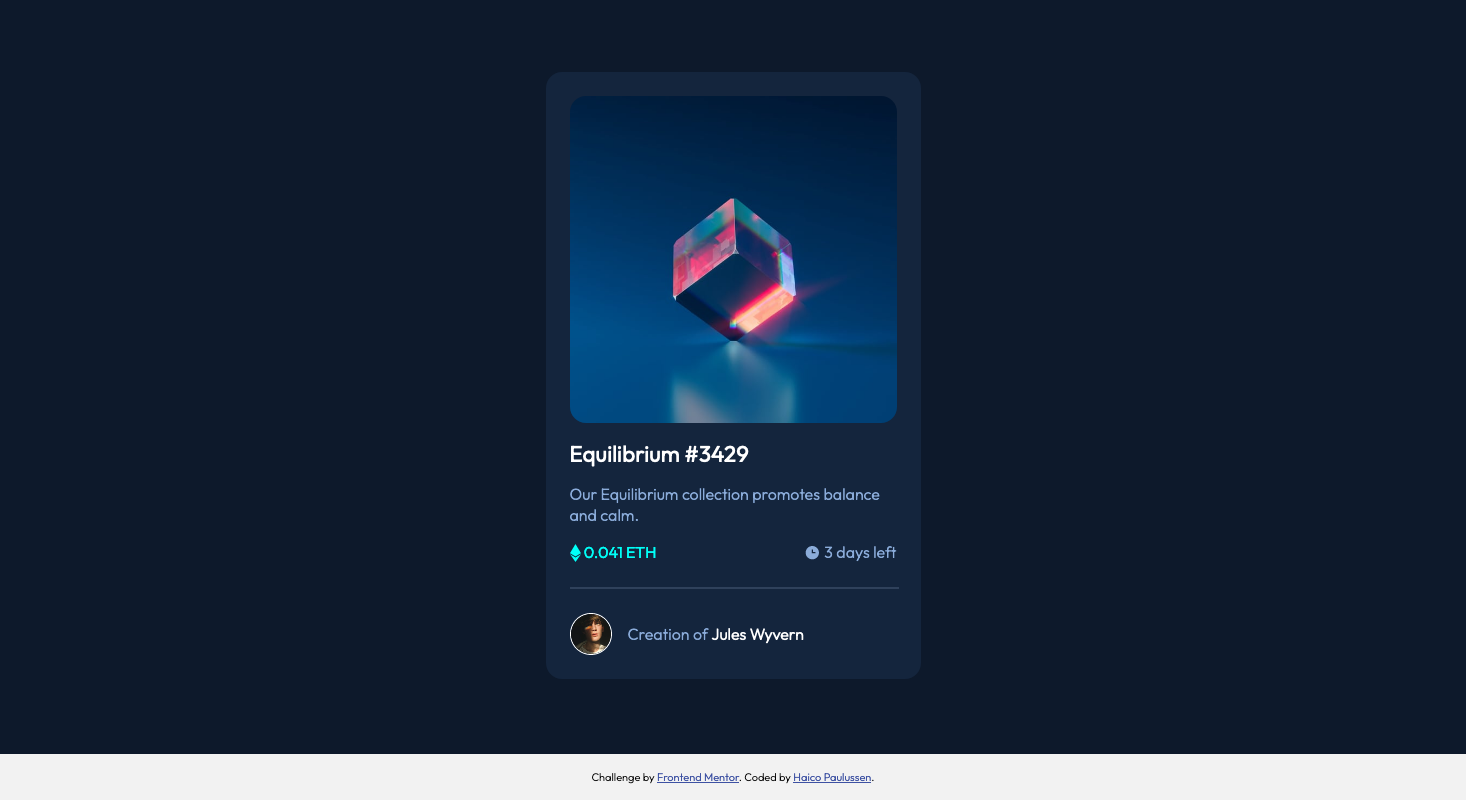 Equilibrium #3429
Our Equilibrium collection promotes balance
and calm.
0.041 ETH
3 days left
Creation of Jules Wyvern
Challenge by Frontend Mentor. Coded by Haico Paulussen.